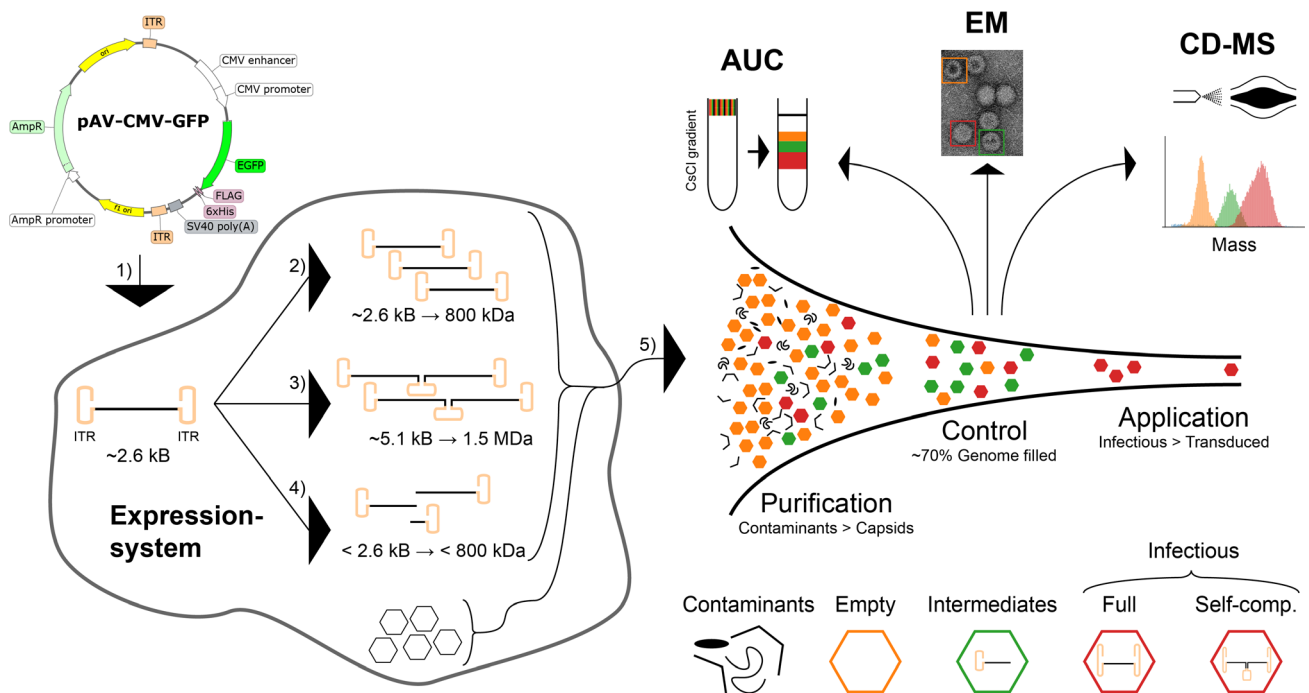 ITR
ori
CMV enhancer
CMV promoter
pAV-CMV-GFP
AmpR
EGFP
FLAG
6xHis
AmpR promoter
f1 ori
SV40 poly(A)
ITR
1)
2)
~2.6 kB → 800 kDa
3)
~5.1 kB → 1.5 MDa
4)
< 2.6 kB → < 800 kDa
ITR
ITR
~2.6 kB
Expression-
system
5)
AUC
CsCl gradient
EM
CD-MS
Mass
Purification
Contaminants > Capsids
Control
~70% Genome filled
Application
Infectious > Transduced
Infectious
Contaminants
Empty
Intermediates
Full
Self-comp.